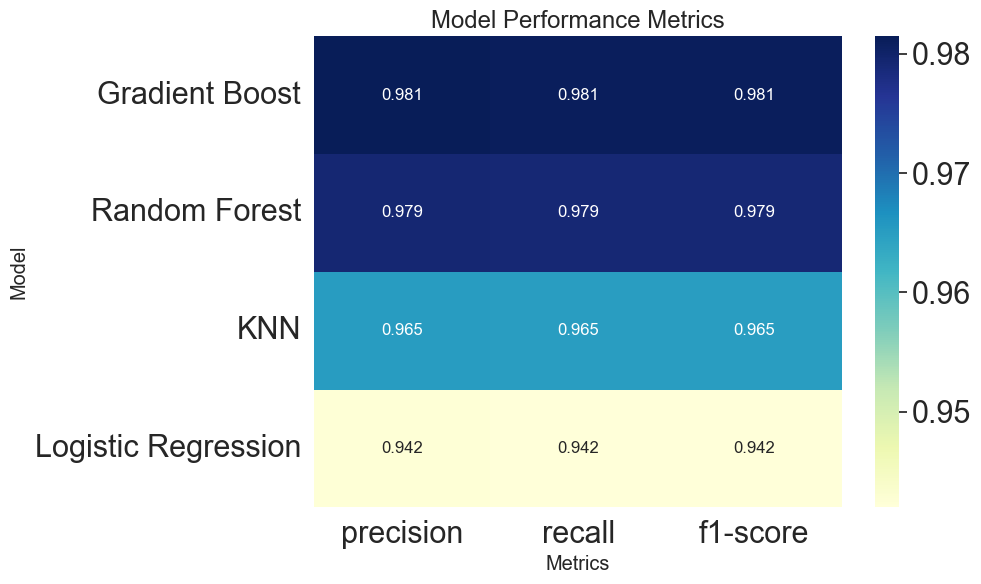 Model Performance Metrics
Gradient Boost 0.981 0.981 0.981
Random Forest 0.979 0.979 0.979
KNN 0.965 0.965 0.965
Logistic Regression 0.942 0.942 0.942
precision recall f1-score
Metrics
Model
0.98
0.97
0.96
0.95